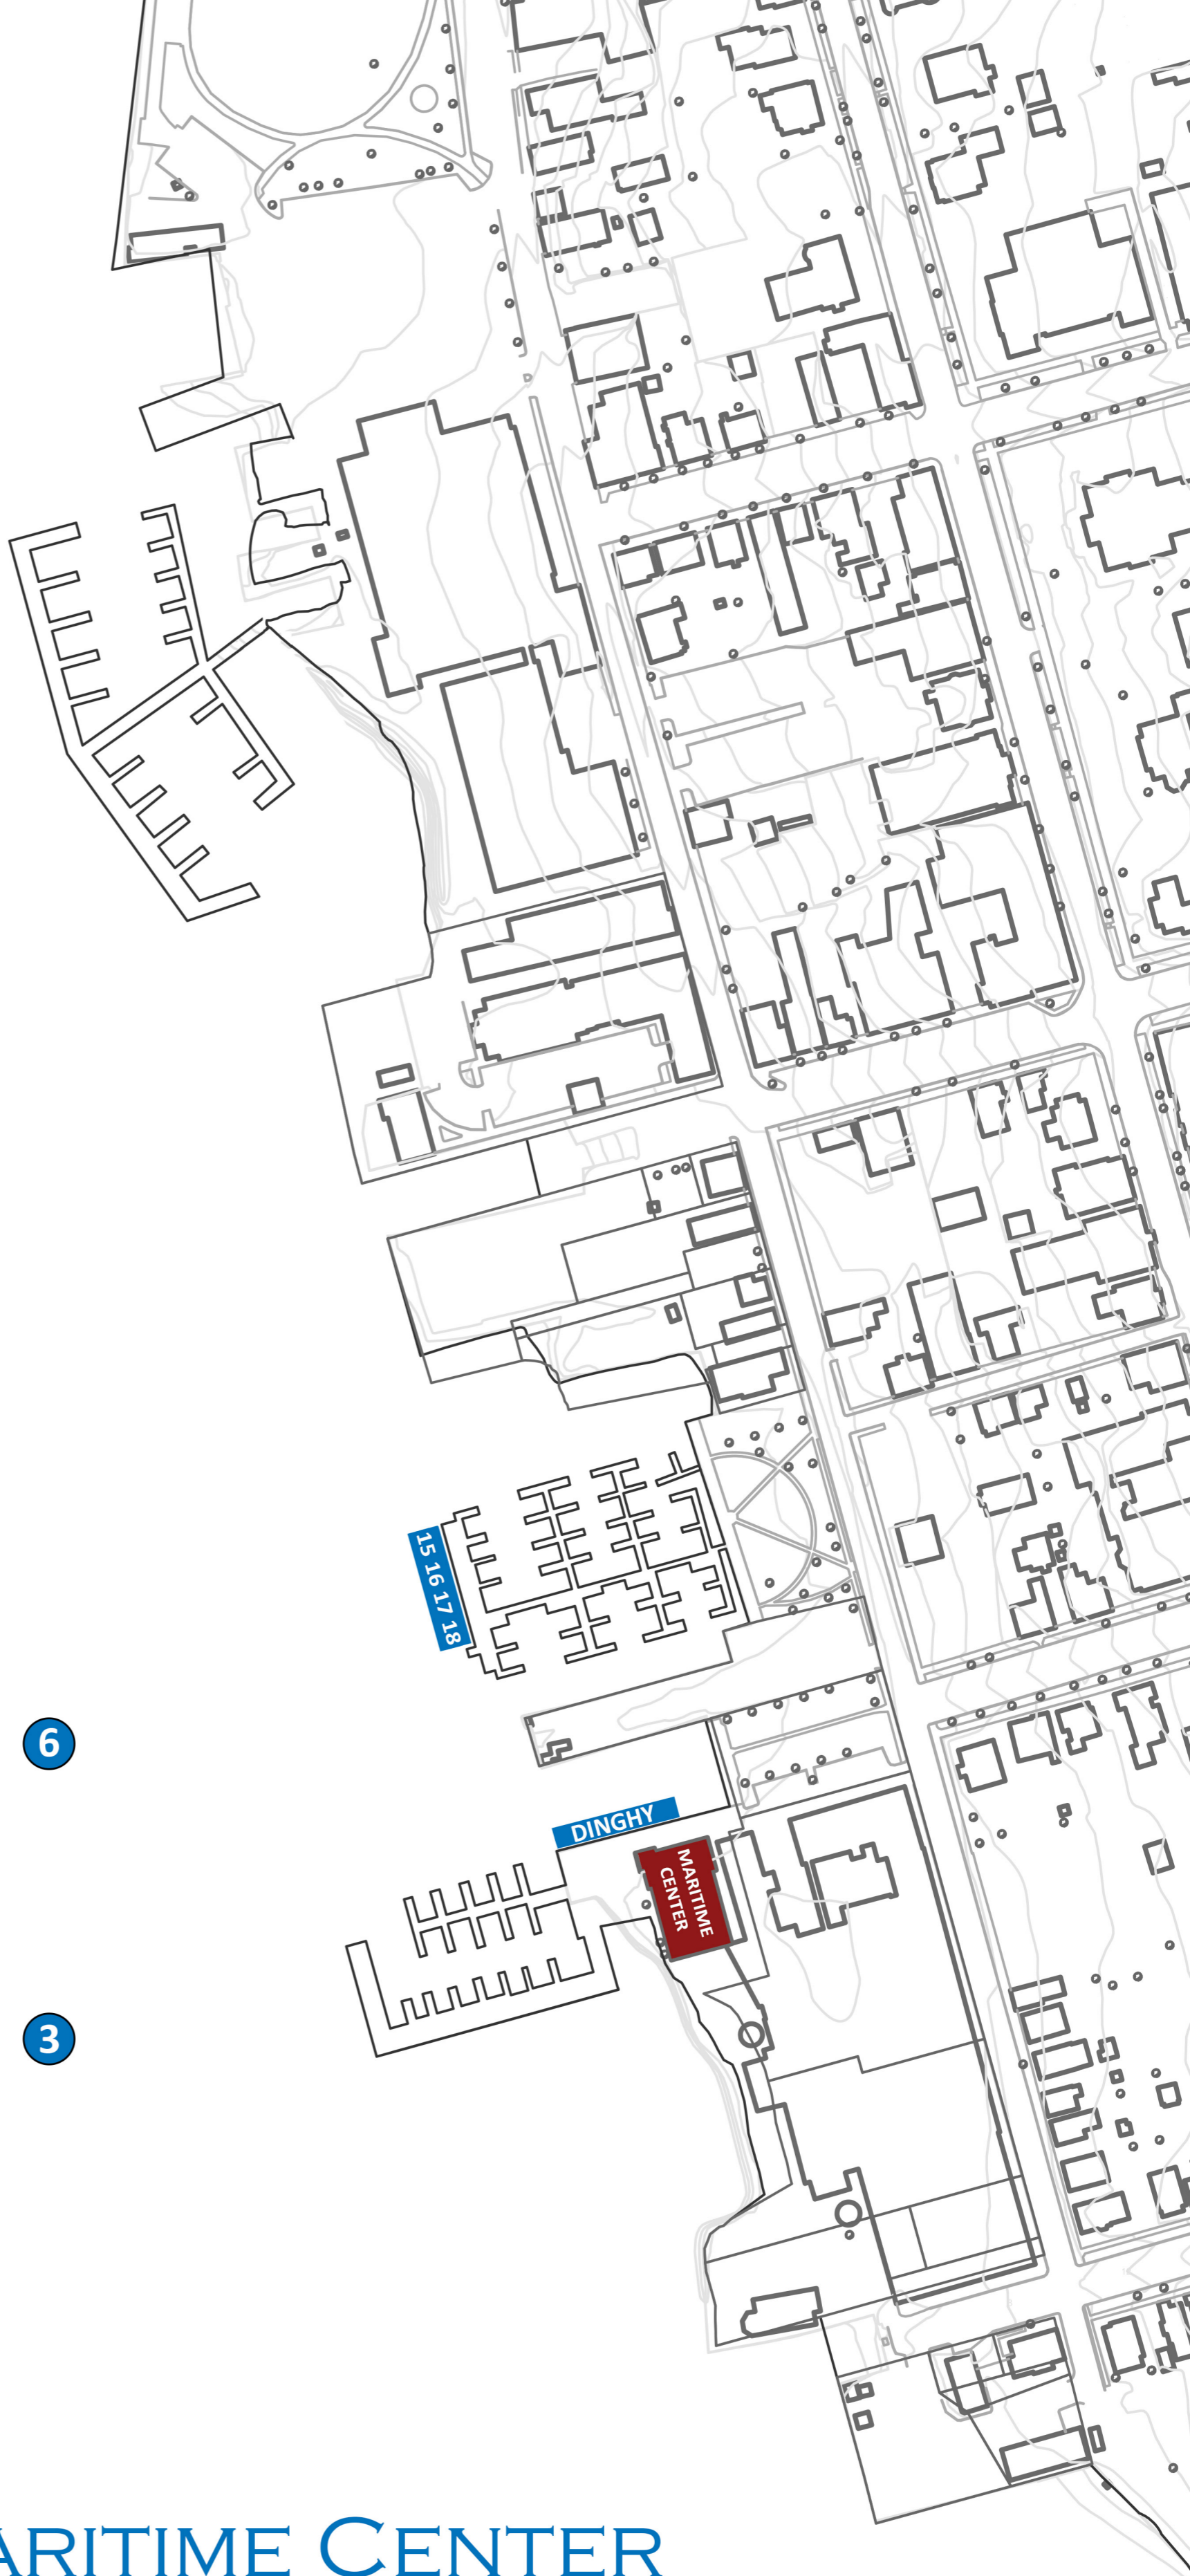 15 16 17 18
6
DINGHY
MARITIME
CENTER
3
ARITIME CENTER